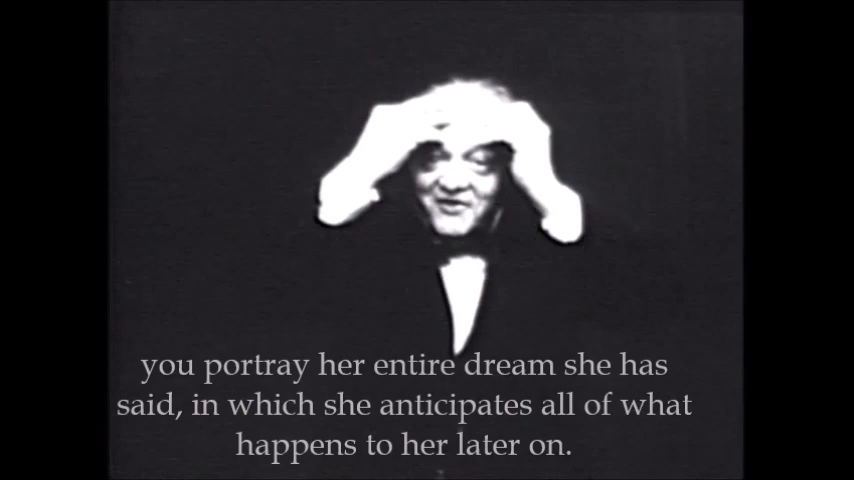 you portray her entire dream she has
said, in which she anticipates all of what
happens to her later on.